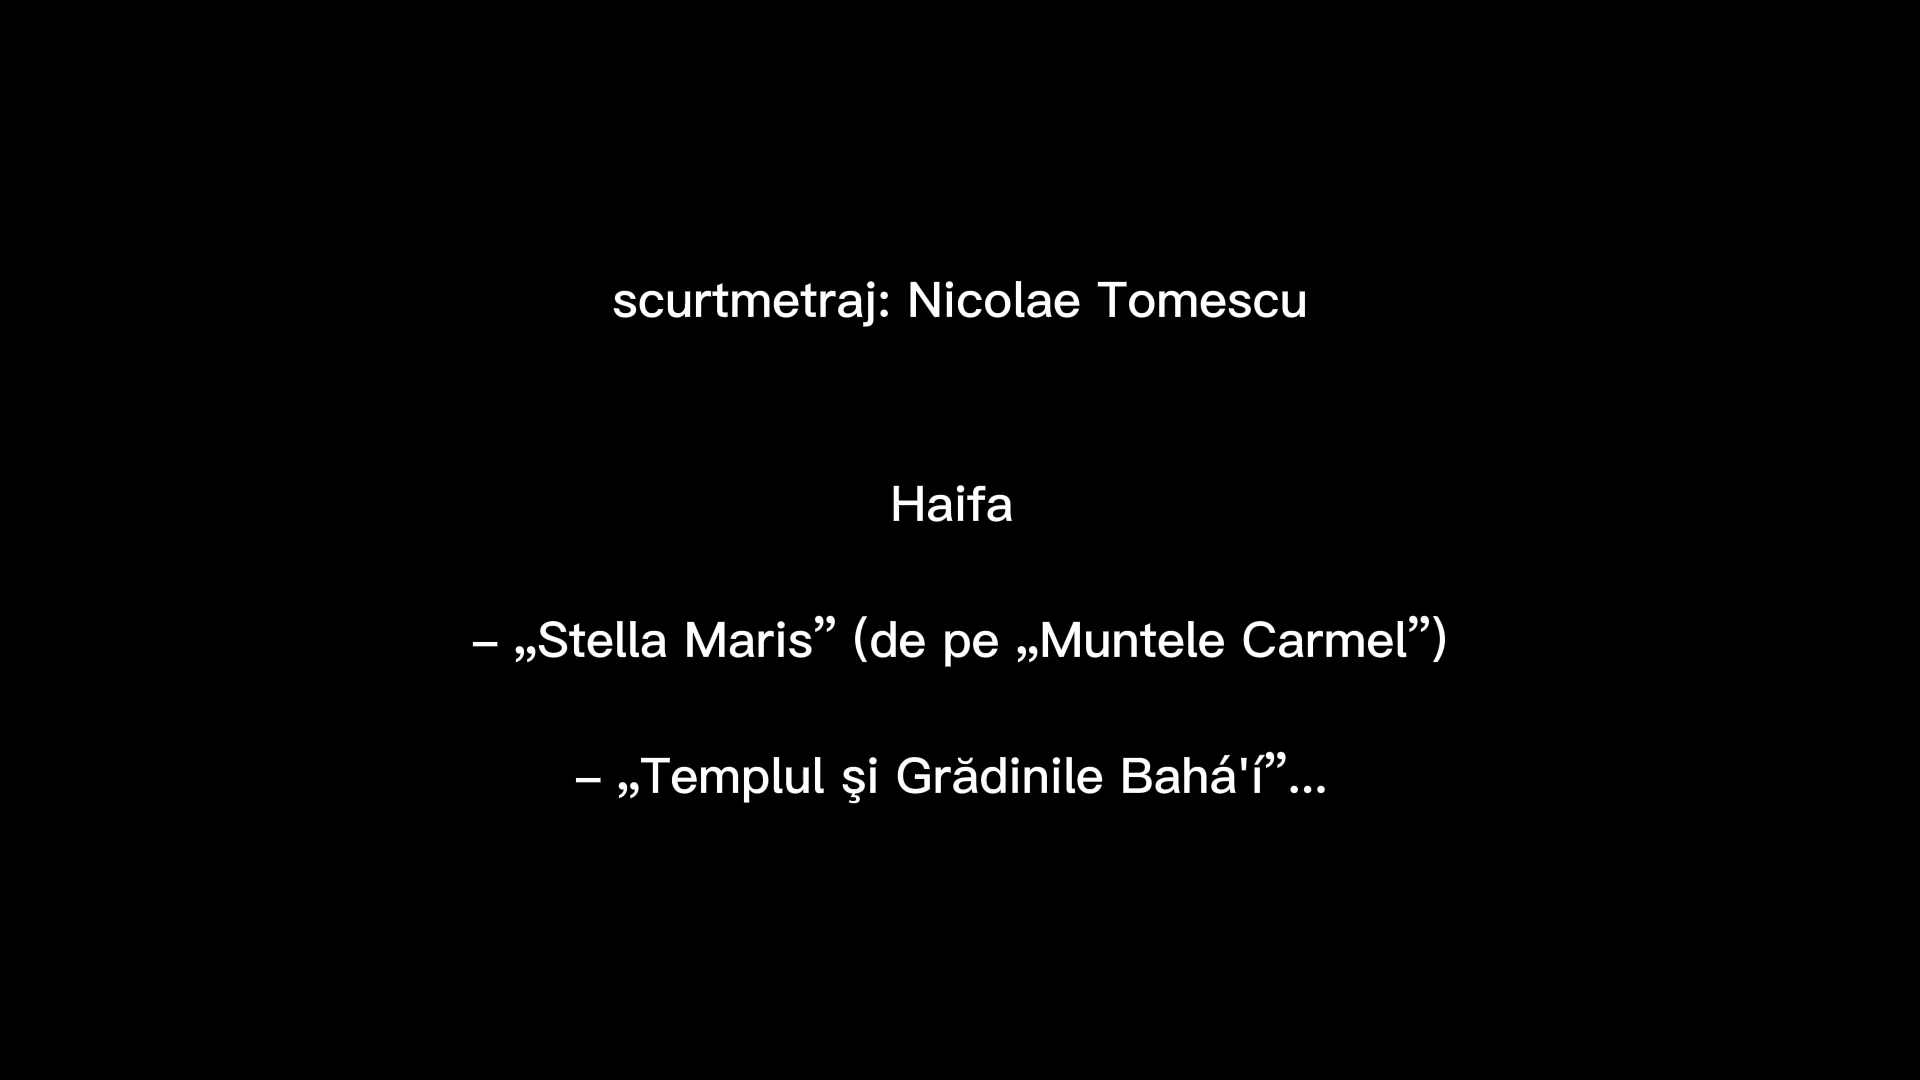 scurtmetraj: Nicolae Tomescu
Haifa
– „Stella Maris” (de pe „Muntele Carmel”)
– „Templul şi Grădinile Bahá'í”...